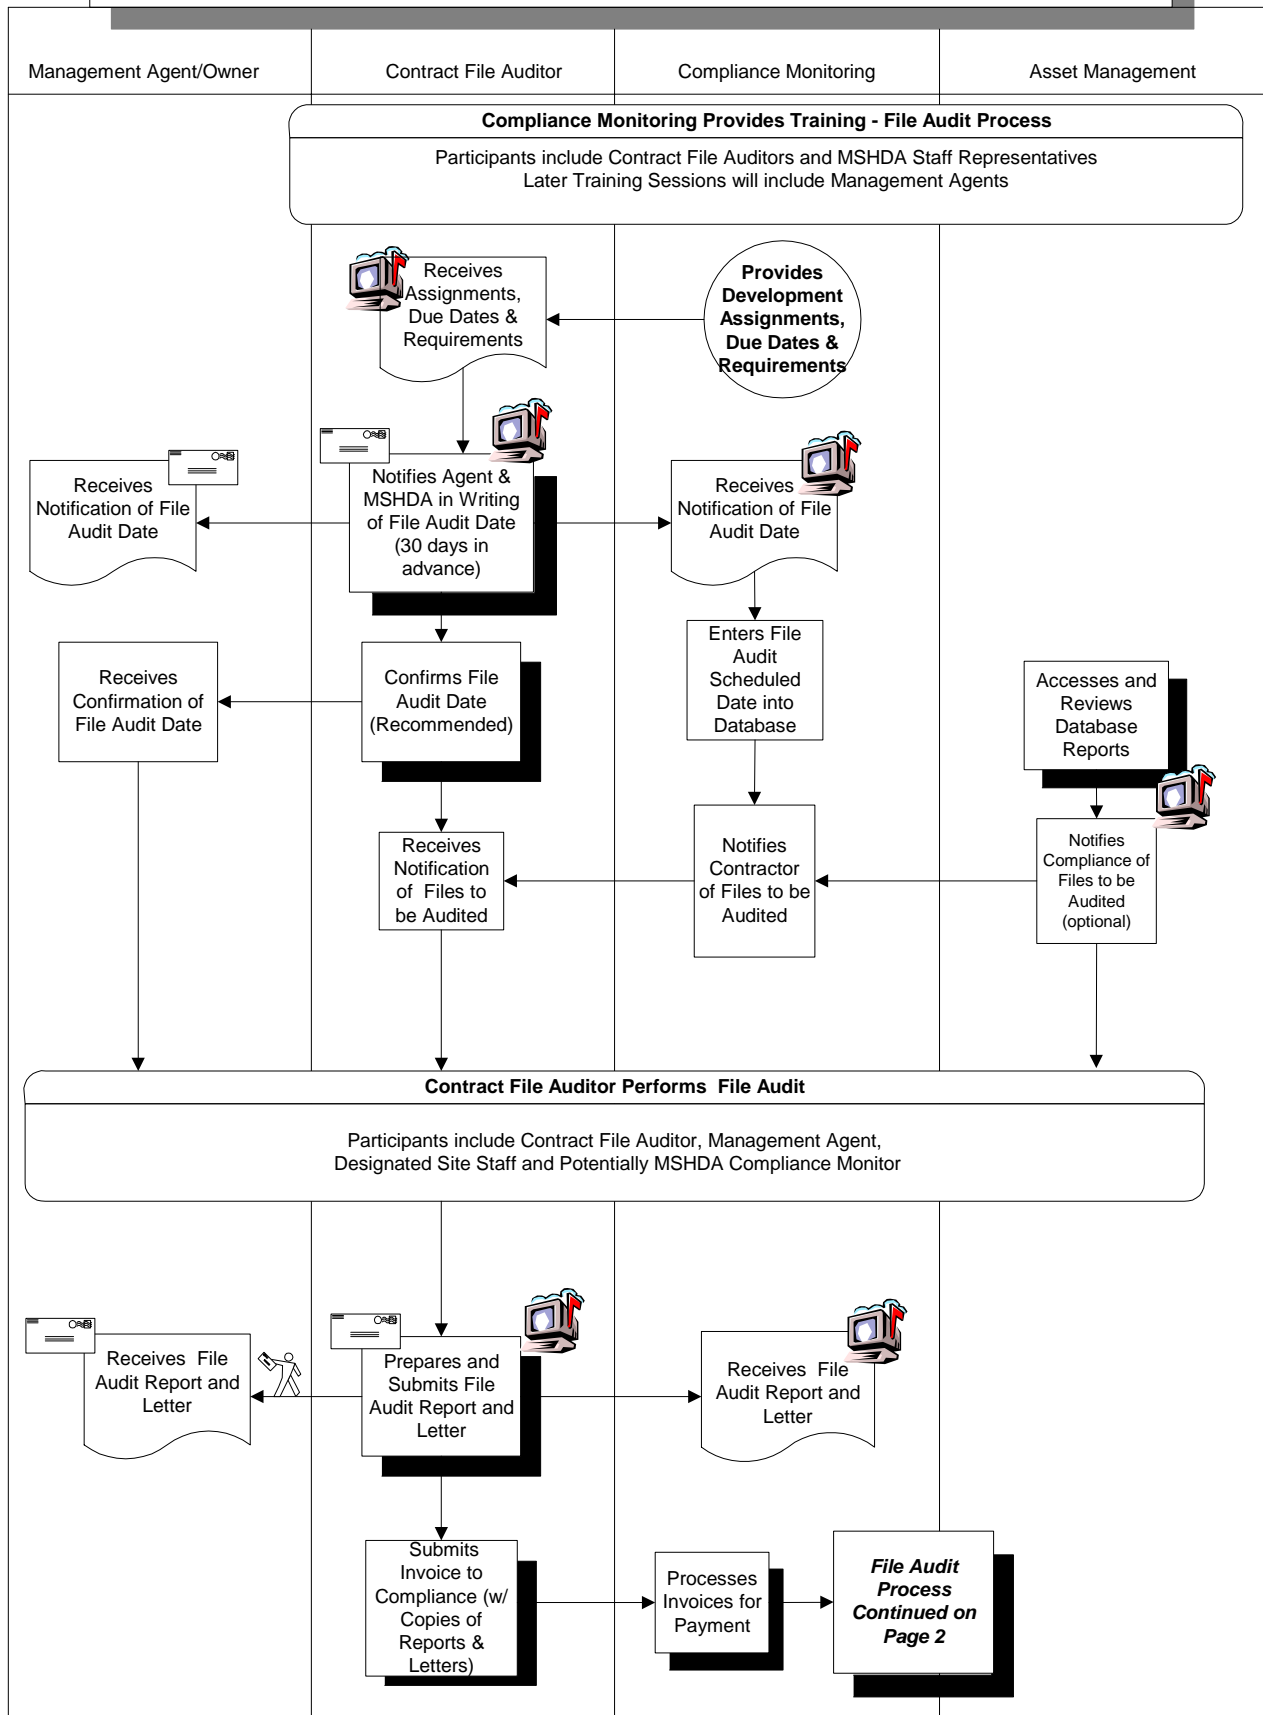 Management Agent/Owner
Contract File Auditor
Compliance Monitoring
Asset Management
Compliance Monitoring Provides Training - File Audit Process
Participants include Contract File Auditors and MSHDA Staff Representatives
Later Training Sessions will include Management Agents
Receives
Assignments,
Due Dates &
Requirements
Provides
Development
Assignments,
Due Dates &
Requirements
Receives
Notification of File
Audit Date
Notifies Agent &
MSHDA in Writing
of File Audit Date
(30 days in
advance)
Receives
Notification of File
Audit Date
Receives
Confirmation of
File Audit Date
Confirms File
Audit Date
(Recommended)
Enters File
Audit
Scheduled
Date into
Database
Accesses and
Reviews
Database
Reports
Receives
Notification
of Files to
be Audited
Notifies
Contractor
of Files to be
Audited
Notifies
Compliance of
Files to be
Audited
(optional)
Contract File Auditor Performs File Audit
Participants include Contract File Auditor, Management Agent,
Designated Site Staff and Potentially MSHDA Compliance Monitor
Receives File
Audit Report and
Letter
Prepares and
Submits File
Audit Report and
Letter
Receives File
Audit Report and
Letter
Submits
Invoice to
Compliance (w/
Copies of
Reports &
Letters)
Processes
Invoices for
Payment
File Audit
Process
Continued on
Page 2